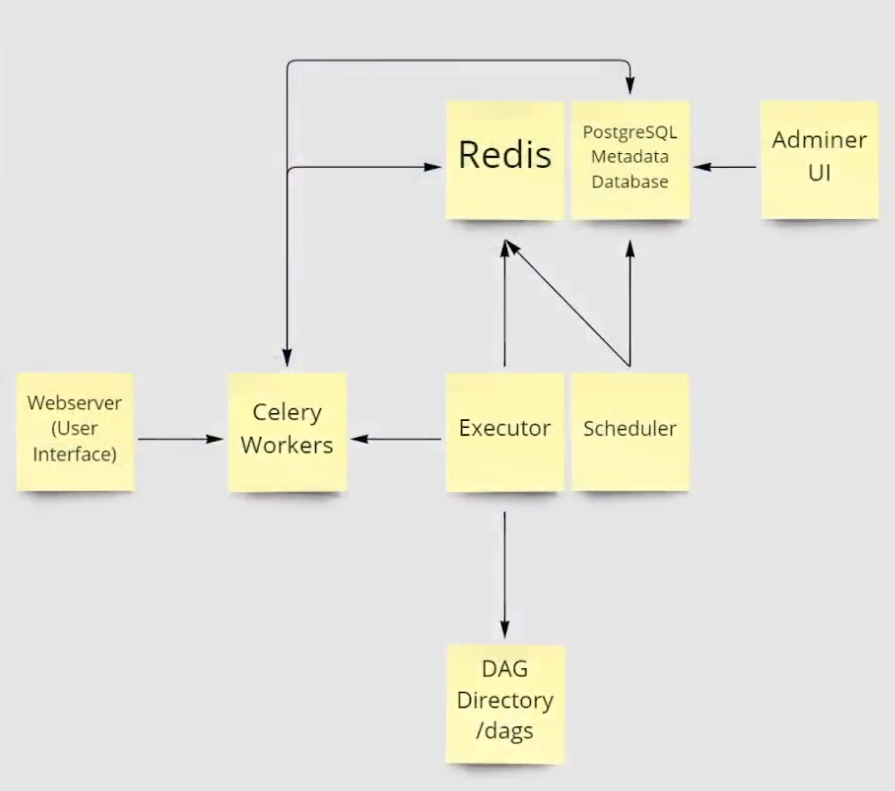 Redis
PostgreSQL
Metadata
Database
Adminer
UI
Webserver
(User
Interface)
Celery
Workers
Executor
Scheduler
DAG
Directory
/dags